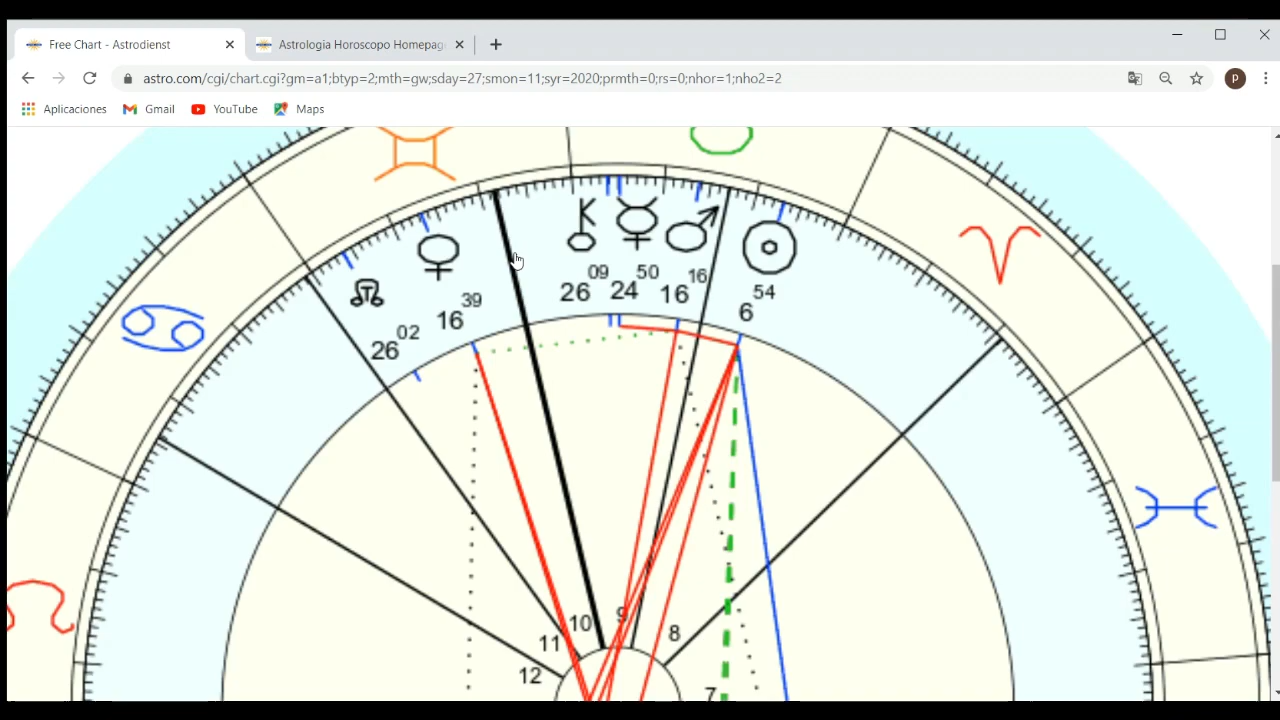 Free Chart - Astrodienst
Astrologia Horoscopo Homepag
astro.com/cgi/chart.cgi?gm=a1;btyp=2;mth=gw;sday=27;smon=11;syr=2020;prmth=0;rs=0;nhor=1;nho2=2
P
Aplicaciones
Gmail
YouTube
Maps
T
26 09
24 50
16 16
6 54
16 39
26 02
9
10
8
11
12
7